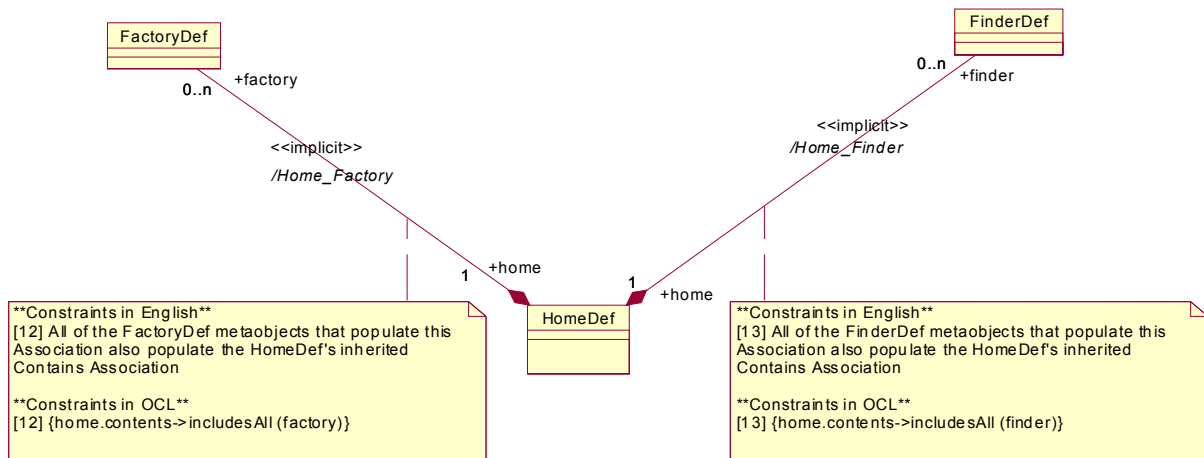 FactoryDef
FinderDef
0..n
+factory
0..n
+finder
<<implicit>>
/Home_Factory
<<implicit>>
/Home_Finder
1
+home
1
+home
HomeDef
**Constraints in English**
[12] All of the FactoryDef metaobjects that populate this
Association also populate the HomeDef's inherited
Contains Association
**Constraints in OCL**
[12] {home.contents->includesAll (factory)}
**Constraints in English**
[13] All of the FinderDef metaobjects that populate this
Association also populate the HomeDef's inherited
Contains Association
**Constraints in OCL**
[13] {home.contents->includesAll (finder)}